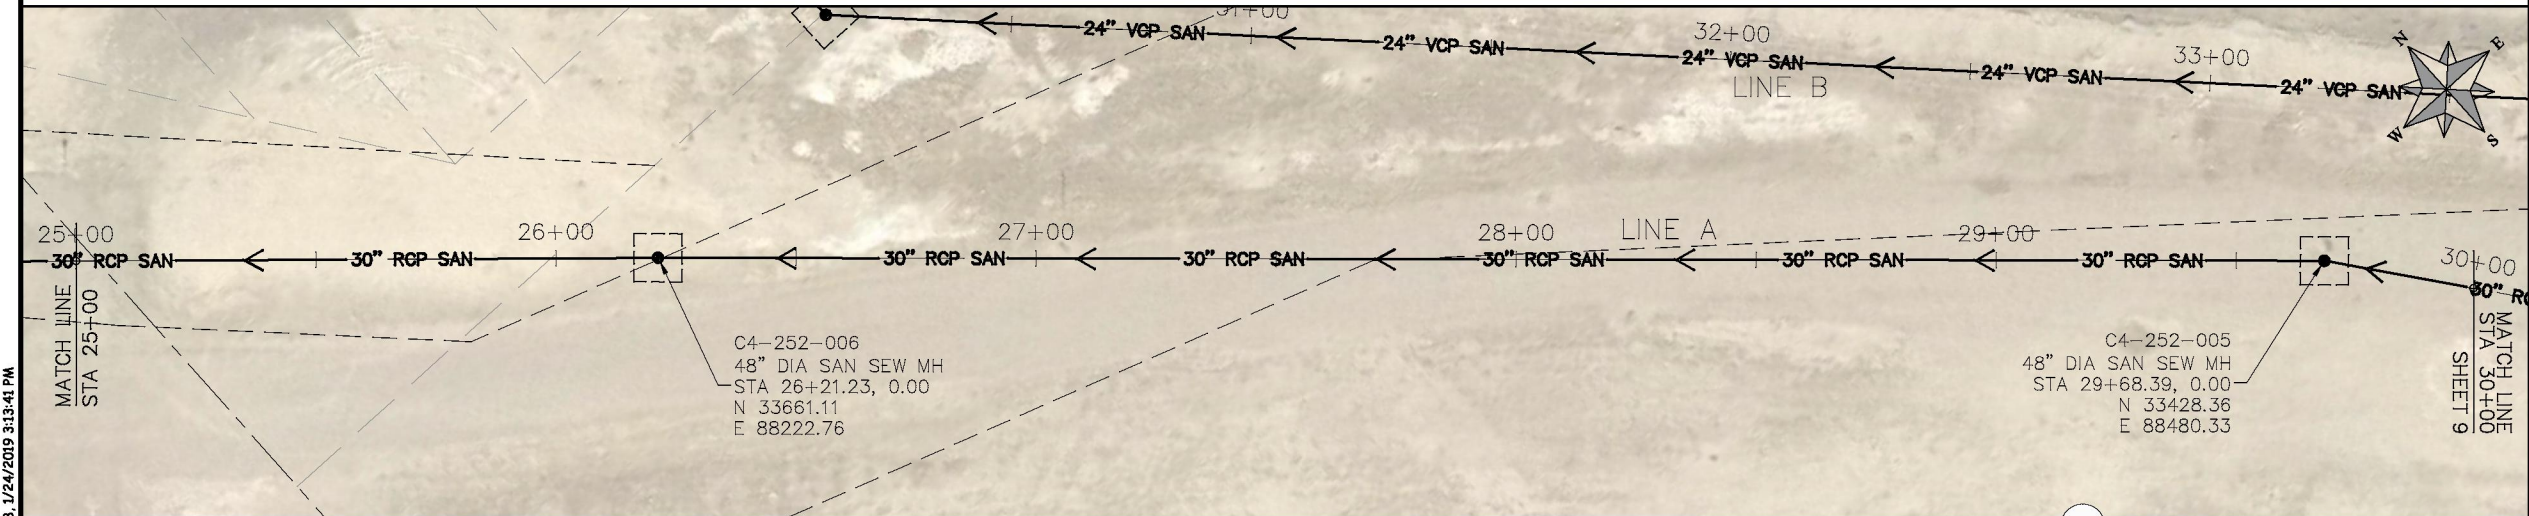 31+00
24" VCP SAN
24" VCP SAN
32+00
24" VCP SAN
LINE B
24" VCP SAN
33+00
24" VCP SAN
N
E
W
S
25+00
26+00
27+00
28+00
LINE A
29+00
30+00
30" RCP SAN
30" RCP SAN
30" RCP SAN
30" RCP SAN
30" RCP SAN
30" RCP SAN
30" RCP SAN
30" RC
MATCH LINE
STA 25+00
C4-252-006
48" DIA SAN SEW MH
STA 26+21.23, 0.00
N 33661.11
E 88222.76
C4-252-005
48" DIA SAN SEW MH
STA 29+68.39, 0.00
N 33428.36
E 88480.33
MATCH LINE
STA 30+00
SHEET 9
, 1/24/2019 3:13:41 PM